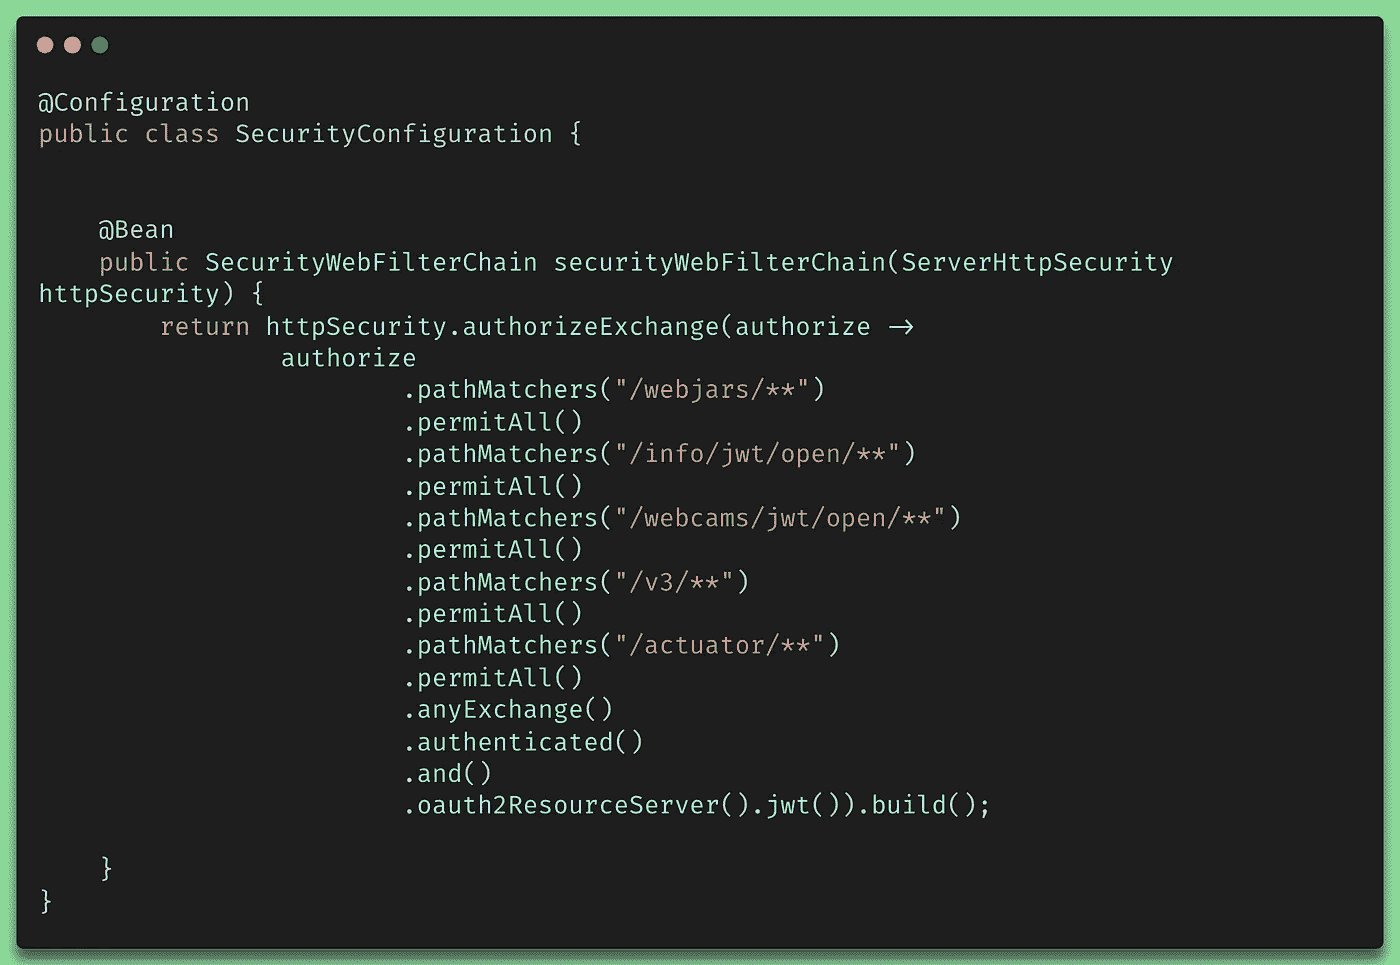 @Configuration
public class SecurityConfiguration {
@Bean
public SecurityWebFilterChain securityWebFilterChain(ServerHttpSecurity
httpSecurity) {
return httpSecurity.authorizeExchange(authorize ->
authorize
.pathMatchers("/webjars/**")
.permitAll()
.pathMatchers("/info/jwt/open/**")
.permitAll()
.pathMatchers("/webcams/jwt/open/**")
.permitAll()
.pathMatchers("/v3/**")
.permitAll()
.pathMatchers("/actuator/**")
.permitAll()
.anyExchange()
.authenticated()
.and()
.oauth2ResourceServer().jwt()).build();
}
}